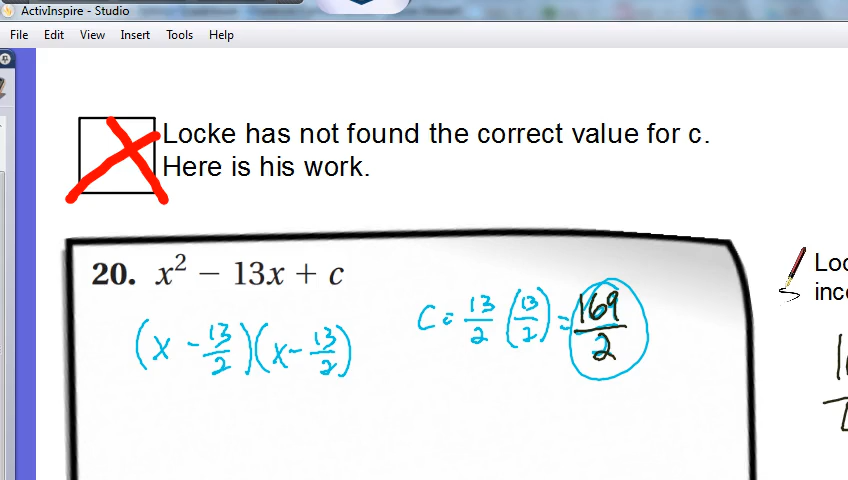 ActivInspire - Studio
File Edit View Insert Tools Help
Locke has not found the correct value for c.
Here is his work.
20. x² − 13x + c
(x - 13/2)(x - 13/2)
C = 13/2 (13/2) = 169/2